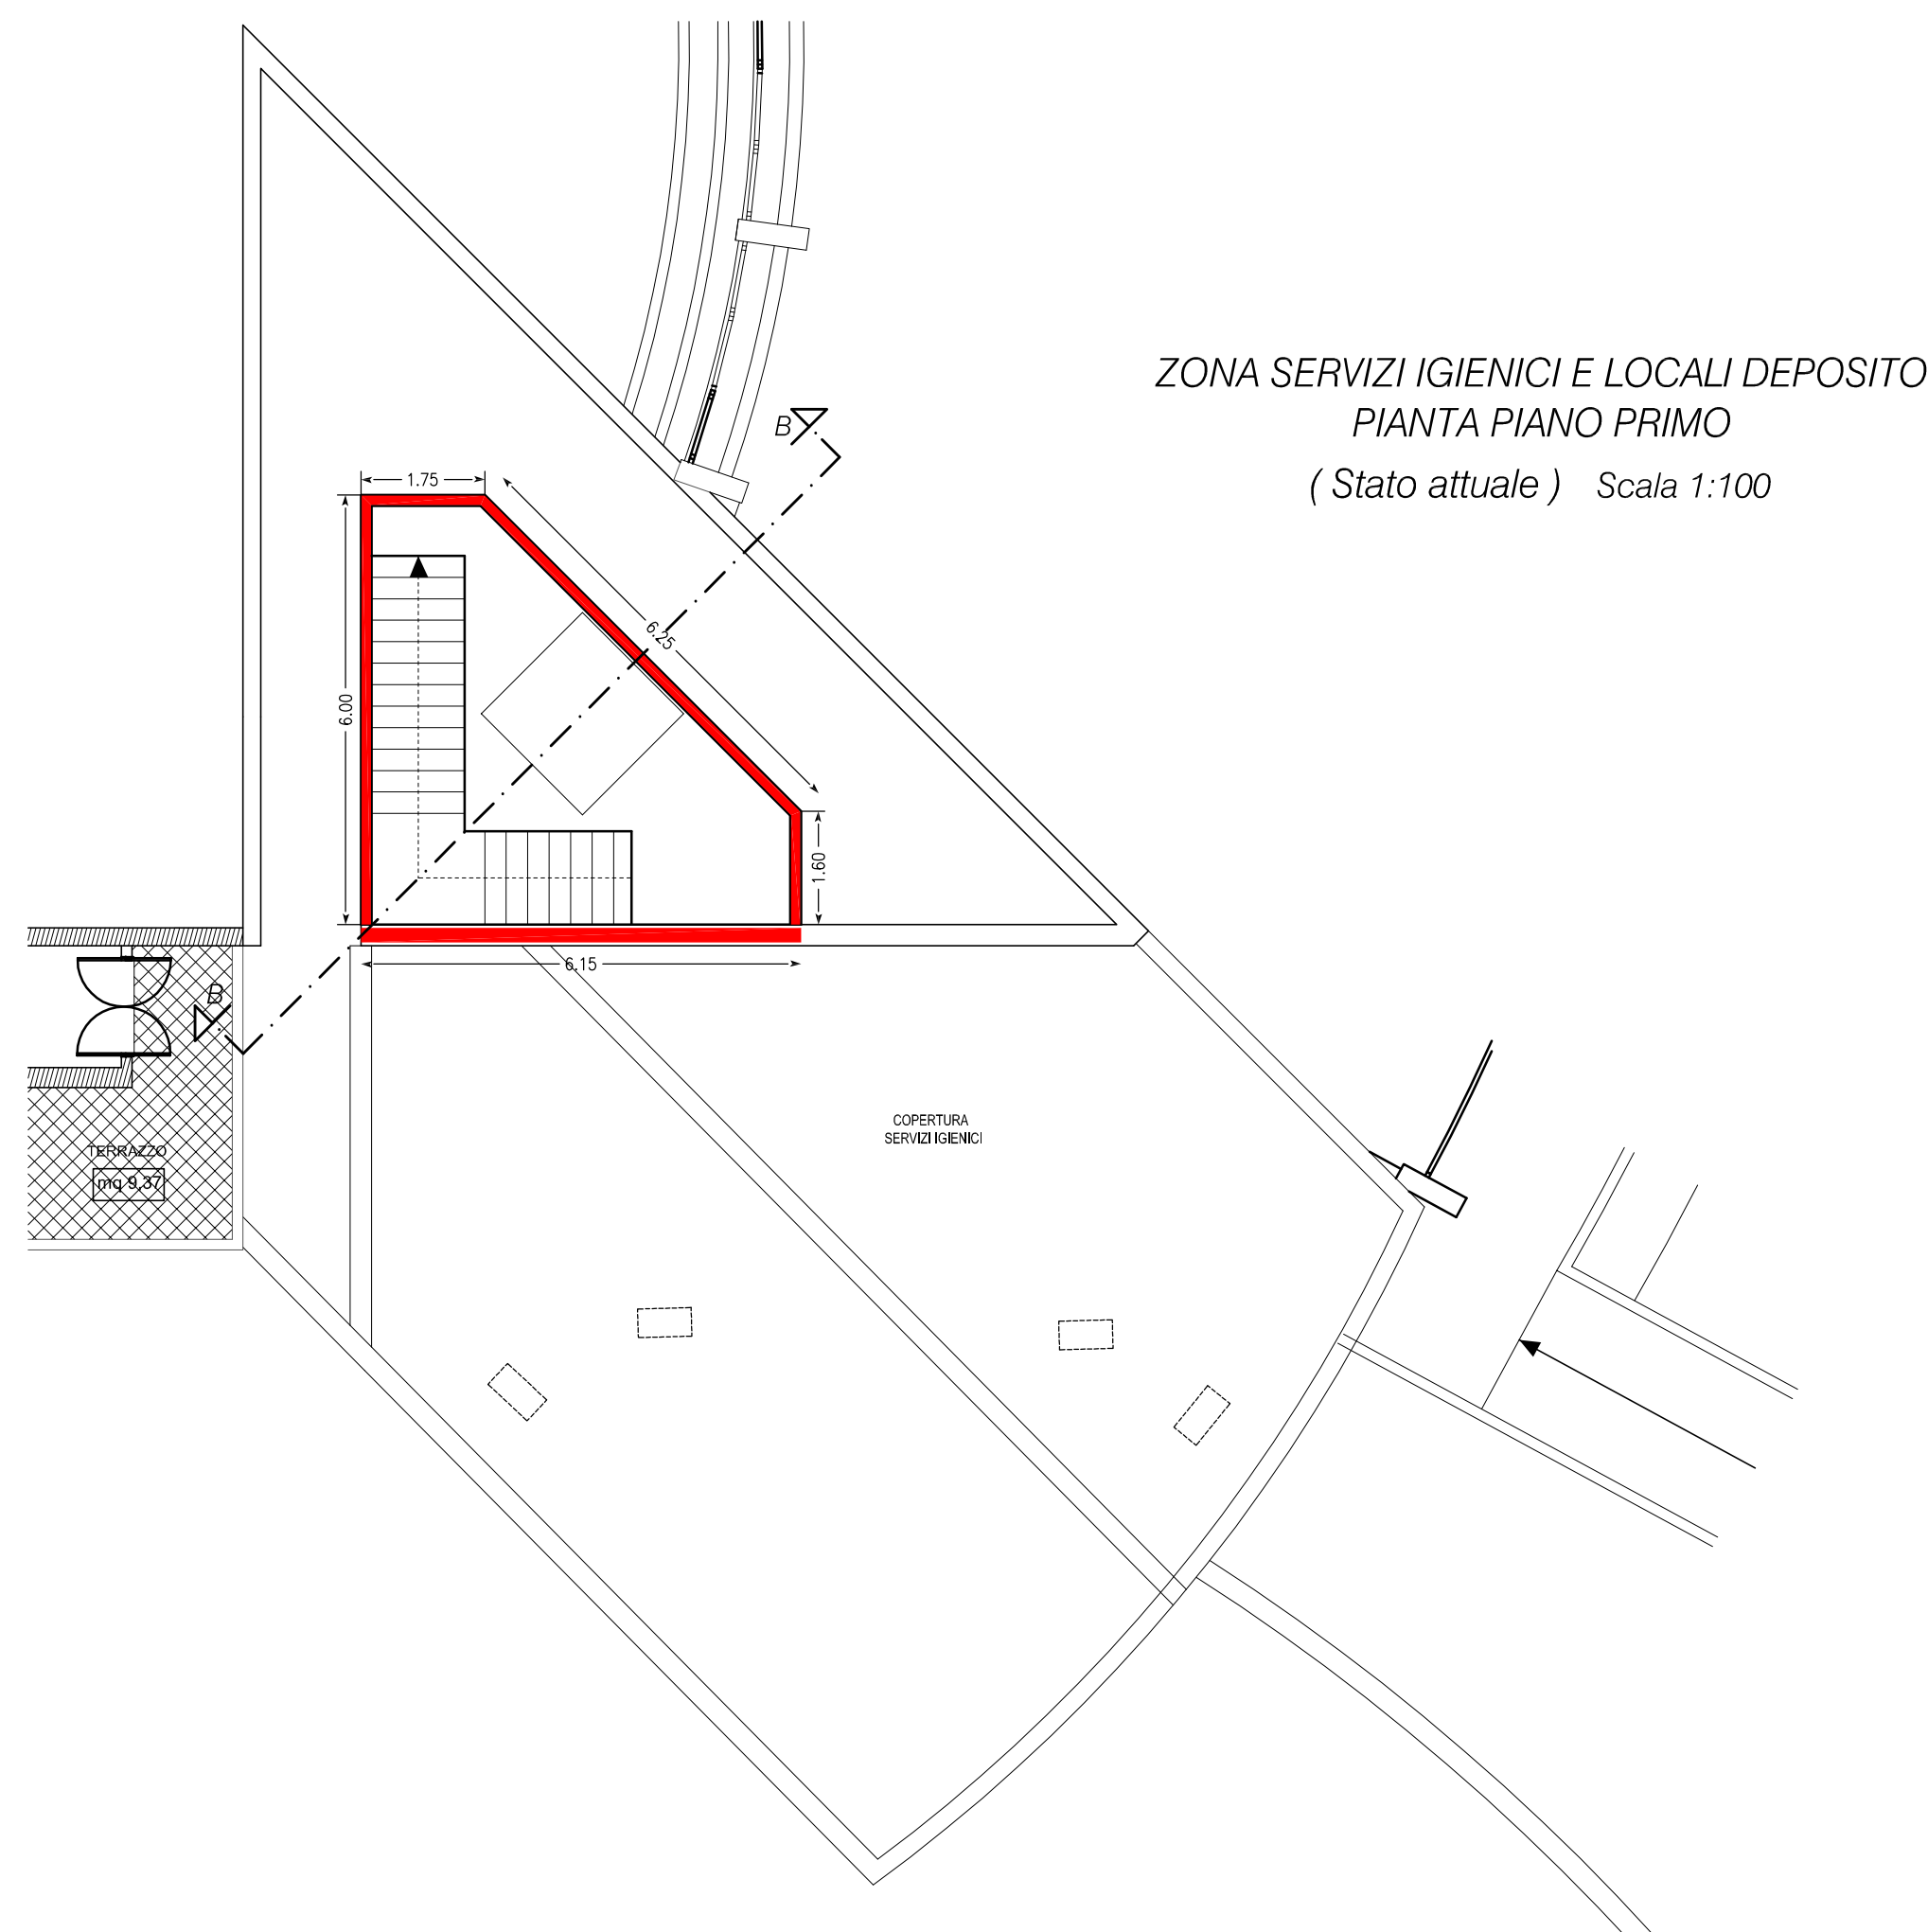 ZONA SERVIZI IGIENICI E LOCALI DEPOSITO
PIANTA PIANO PRIMO
( Stato attuale ) Scala 1:100
B
1.75
6.25
6.00
1.60
6.15
B
COPERTURA
SERVIZI IGIENICI
TERRAZZO
mq 9,37